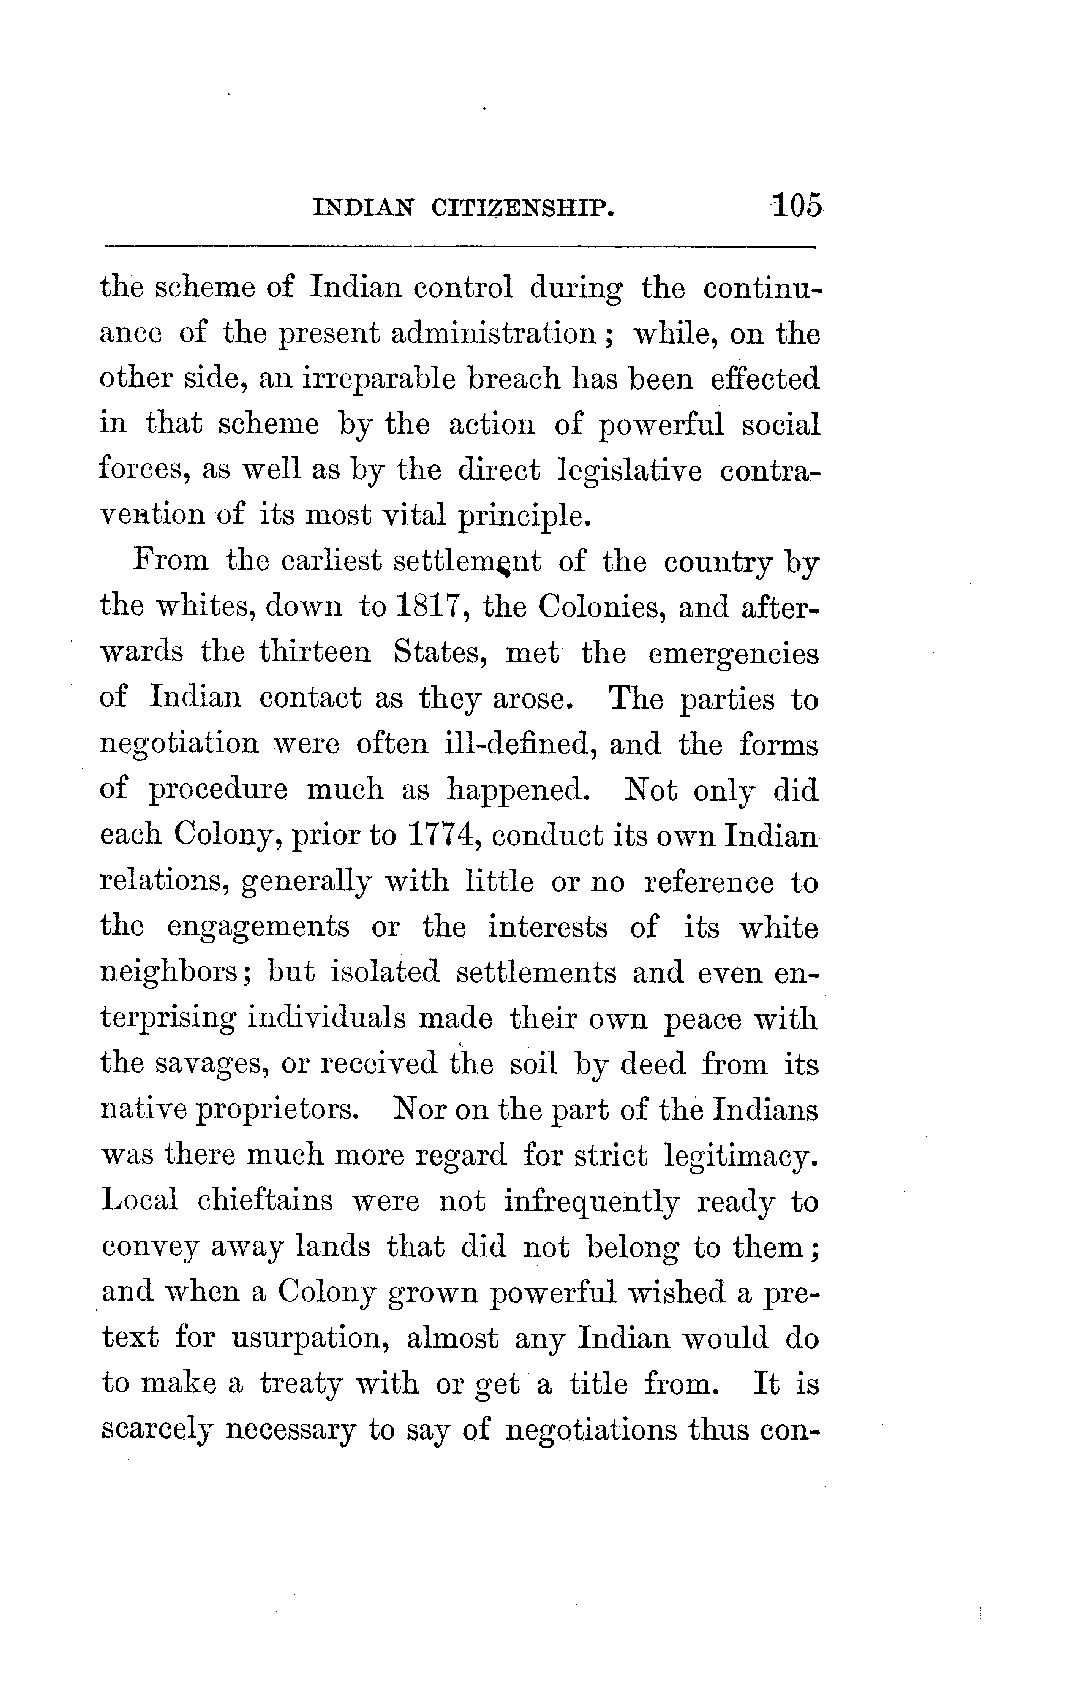 INDIAN CITIZENSHIP. 105
the scheme of Indian control during the continu-
ance of the present administration; while, on the
other side, an irreparable breach has been effected
in that scheme by the action of powerful social
forces, as well as by the direct legislative contra-
vention of its most vital principle.
From the earliest settlement of the country by
the whites, down to 1817, the Colonies, and after-
wards the thirteen States, met the emergencies
of Indian contact as they arose. The parties to
negotiation were often ill-defined, and the forms
of procedure much as happened. Not only did
each Colony, prior to 1774, conduct its own Indian
relations, generally with little or no reference to
the engagements or the interests of its white
neighbors; but isolated settlements and even en-
terprising individuals made their own peace with
the savages, or received the soil by deed from its
native proprietors. Nor on the part of the Indians
was there much more regard for strict legitimacy.
Local chieftains were not infrequently ready to
convey away lands that did not belong to them;
and when a Colony grown powerful wished a pre-
text for usurpation, almost any Indian would do
to make a treaty with or get a title from. It is
scarcely necessary to say of negotiations thus con-